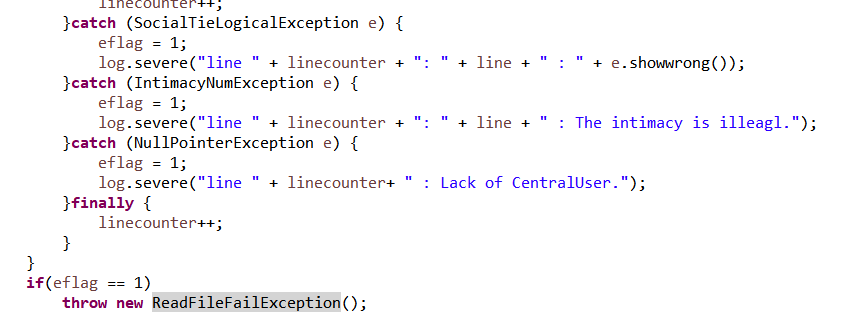 linecounter++;
}catch (SocialTieLogicalException e) {
eflag = 1;
log.severe("line " + linecounter + ": " + line + " : " + e.showwrong());
}catch (IntimacyNumException e) {
eflag = 1;
log.severe("line " + linecounter + ": " + line + " : The intimacy is illeagl.");
}catch (NullPointerException e) {
eflag = 1;
log.severe("line " + linecounter+ " : Lack of CentralUser.");
}finally {
linecounter++;
}
}
if(eflag == 1)
throw new ReadFileFailException();